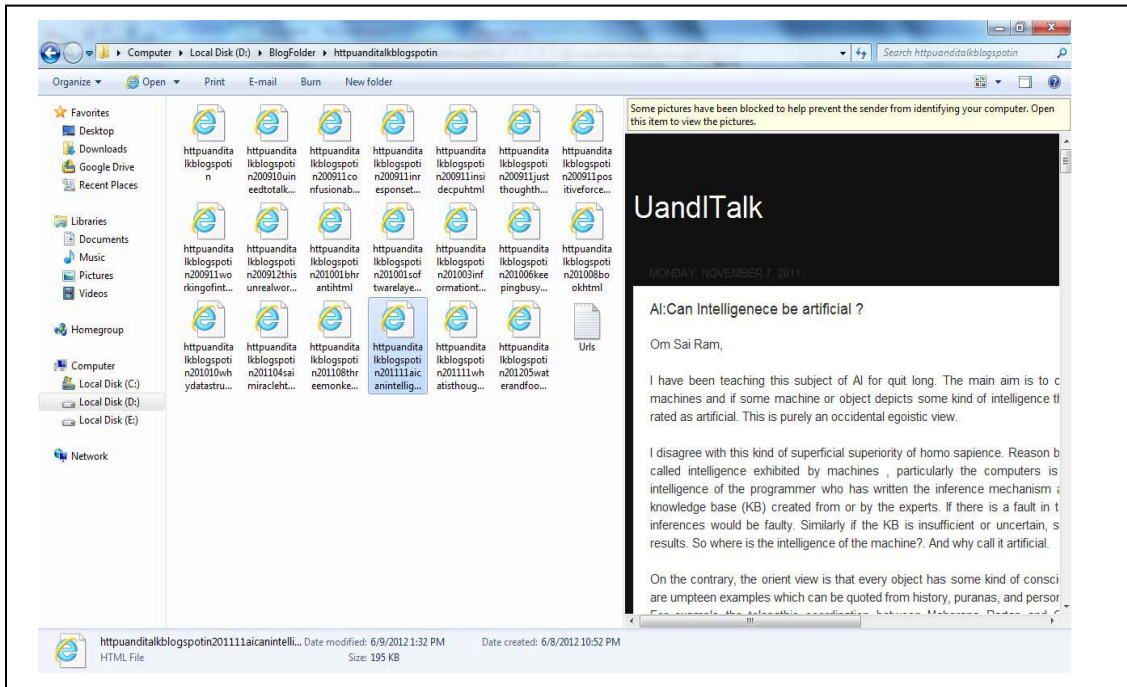 Computer ▸ Local Disk (D:) ▸ BlogFolder ▸ httpuanditalkblogspotin
Search httpuanditalkblogspotin
Organize
Open
Print
E-mail
Burn
New folder
Favorites
Desktop
Downloads
Google Drive
Recent Places
Libraries
Documents
Music
Pictures
Videos
Homegroup
Computer
Local Disk (C:)
Local Disk (D:)
Local Disk (E:)
Network
httpuandita
lkblogspoti
n
httpuandita
lkblogspoti
n200910uin
eedtotalk...
httpuandita
lkblogspoti
n200911co
nfusionab...
httpuandita
lkblogspoti
n200911inr
esponset...
httpuandita
lkblogspoti
n200911insi
decpuhtml
httpuandita
lkblogspoti
n200911just
thoughth...
httpuandita
lkblogspoti
n200911pos
itiveforce...
httpuandita
lkblogspoti
n200911wo
rkingofint...
httpuandita
lkblogspoti
n200912this
unrealwor...
httpuandita
lkblogspoti
n201001bhr
antihtml
httpuandita
lkblogspoti
n201001sof
twarelaye...
httpuandita
lkblogspoti
n201003inf
ormationt...
httpuandita
lkblogspoti
n201006kee
pingbusy...
httpuandita
lkblogspoti
n201008bo
okhtml
httpuandita
lkblogspoti
n201010wh
ydatastru...
httpuandita
lkblogspoti
n201104sai
miracleht...
httpuandita
lkblogspoti
n201108thr
eemonke...
httpuandita
lkblogspoti
n201111aic
anintellig...
httpuandita
lkblogspoti
n201111wh
atisthoug...
httpuandita
lkblogspoti
n201205wat
erandfoo...
Urls
Some pictures have been blocked to help prevent the sender from identifying your computer. Open
this item to view the pictures.
UandITalk
MONDAY, NOVEMBER 7, 2011
AI:Can Intelligenece be artificial ?
Om Sai Ram,
I have been teaching this subject of AI for quit long. The main aim is to c
machines and if some machine or object depicts some kind of intelligence th
rated as artificial. This is purely an occidental egoistic view.
I disagree with this kind of superficial superiority of homo sapience. Reason b
called intelligence exhibited by machines , particularly the computers is
intelligence of the programmer who has written the inference mechanism a
knowledge base (KB) created from or by the experts. If there is a fault in t
inferences would be faulty. Similarly if the KB is insufficient or uncertain, s
results. So where is the intelligence of the machine?. And why call it artificial.
On the contrary, the orient view is that every object has some kind of consci
are umpteen examples which can be quoted from history, puranas, and person
For example the telepathic coordination between Maharana Partap and
httpuanditalkblogspotin201111aicanintelli... Date modified: 6/9/2012 1:32 PM Date created: 6/8/2012 10:52 PM
HTML File Size: 195 KB